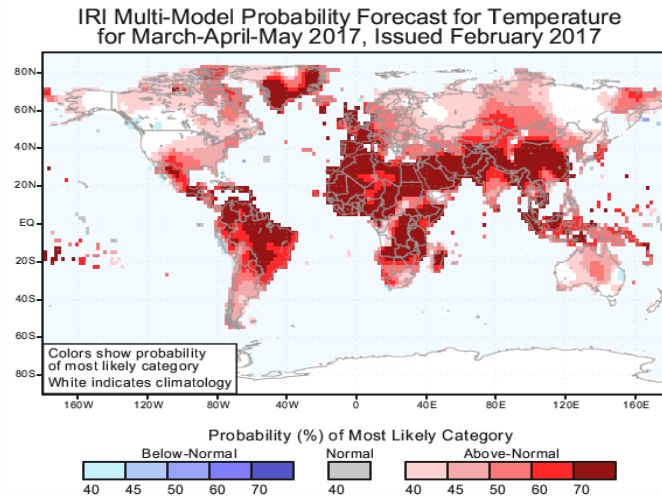 IRI Multi-Model Probability Forecast for Temperature
for March-April-May 2017, Issued February 2017
80N
60N
40N
20N
EQ
20S
40S
60S
80S
Colors show probability
of most likely category
White indicates climatology
160W 120W 80W 40W 0 40E 80E 120E 160E
Probability (%) of Most Likely Category
Below-Normal Normal Above-Normal
40 45 50 60 70 40 40 45 50 60 70